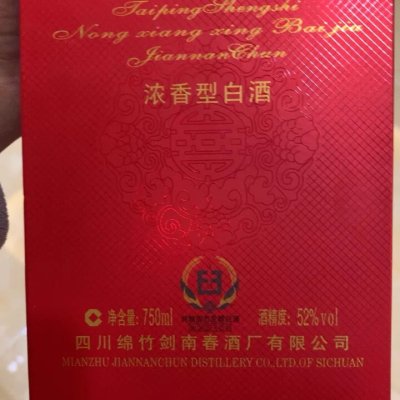 TaipingShengshi
Nong xiang xing Bai jiu
JiannanChun
浓香型白酒
净含量:750ml 酒精度:52%vol
四川绵竹剑南春酒厂有限公司
MIANZHU JIANNANCHUN DISTILLERY CO.,LTD.OF SICHUAN